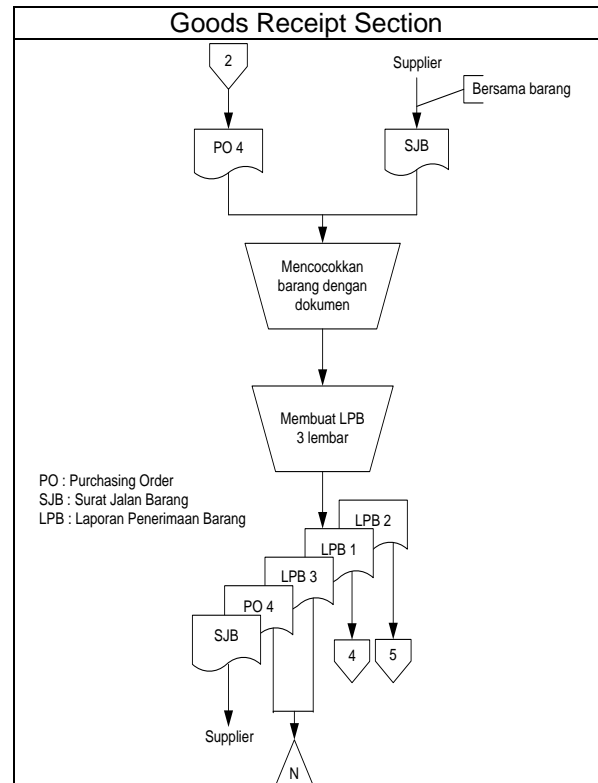 Goods Receipt Section
2
Supplier
Bersama barang
PO 4
SJB
Mencocokkan
barang dengan
dokumen
Membuat LPB
3 lembar
PO : Purchasing Order
SJB : Surat Jalan Barang
LPB : Laporan Penerimaan Barang
LPB 2
LPB 1
LPB 3
PO 4
SJB
4
5
Supplier
N